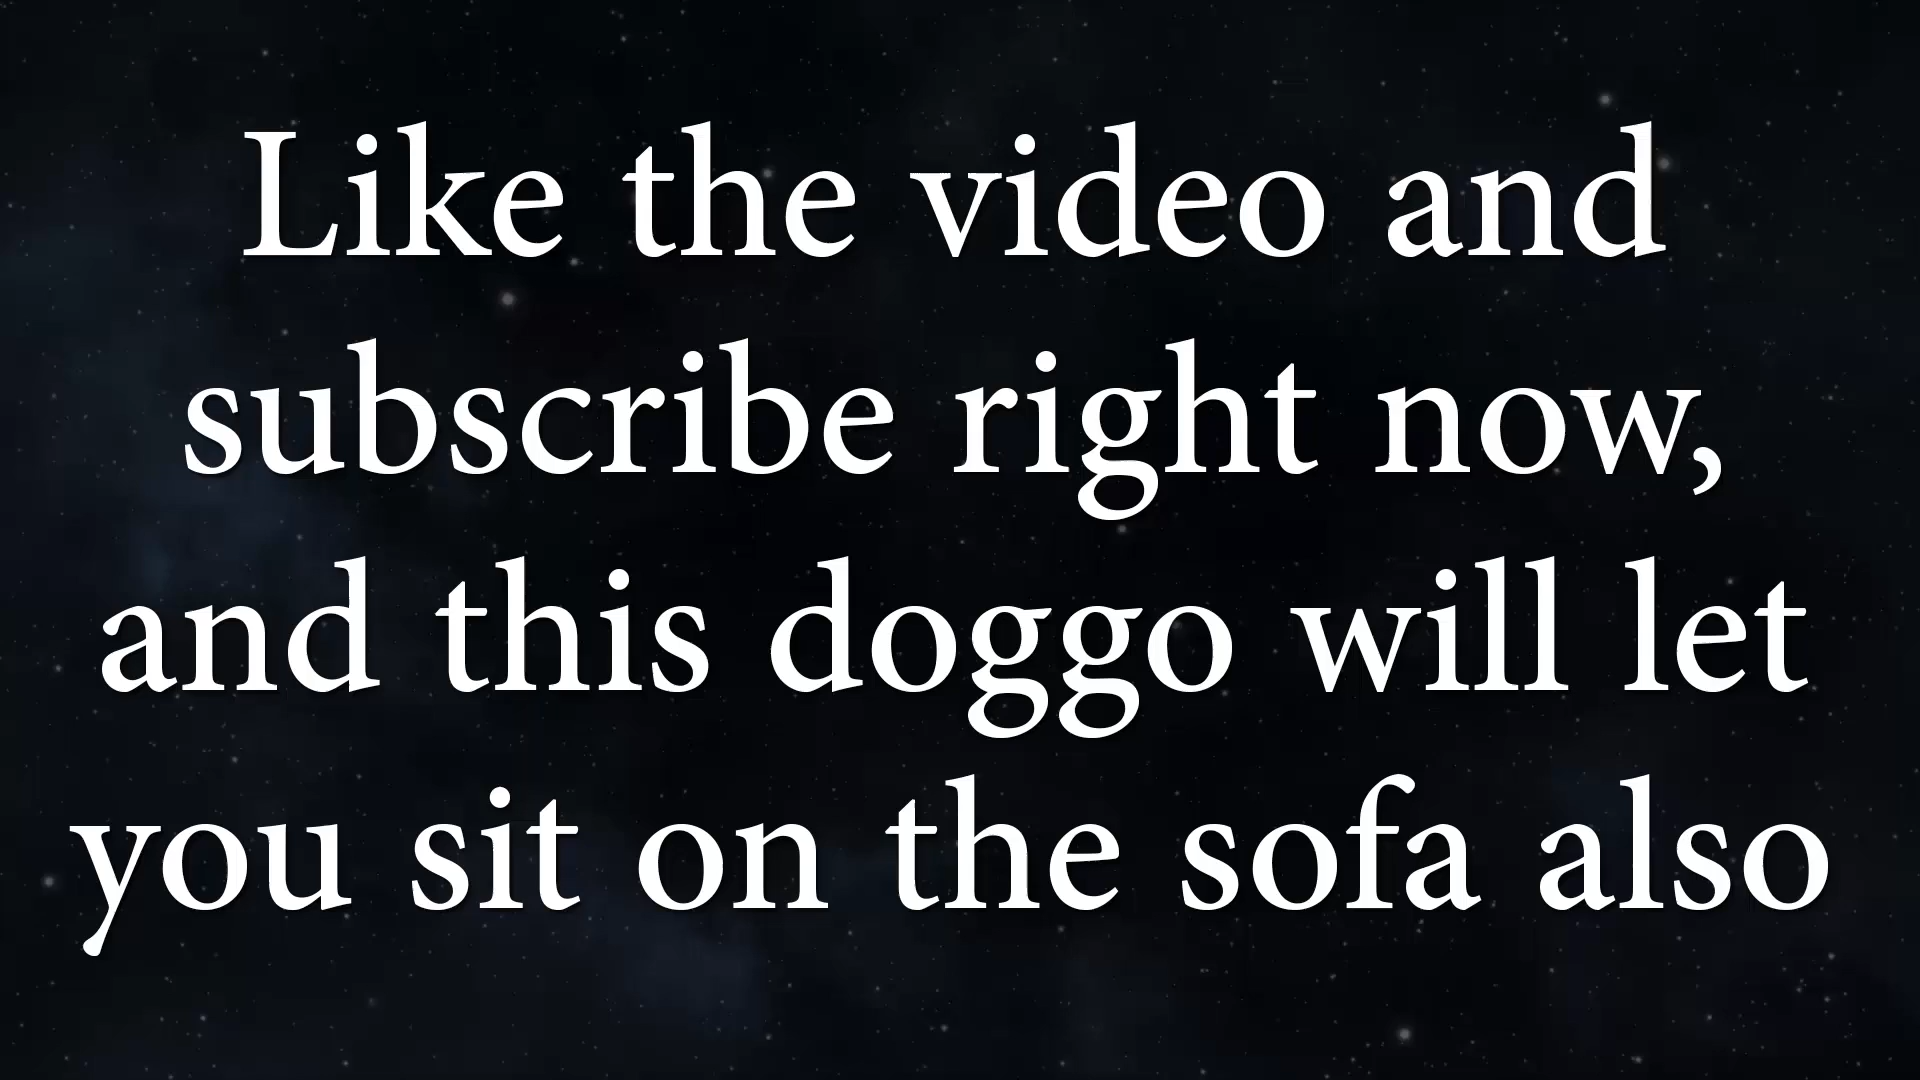 Like the video and
subscribe right now,
and this doggo will let
you sit on the sofa also